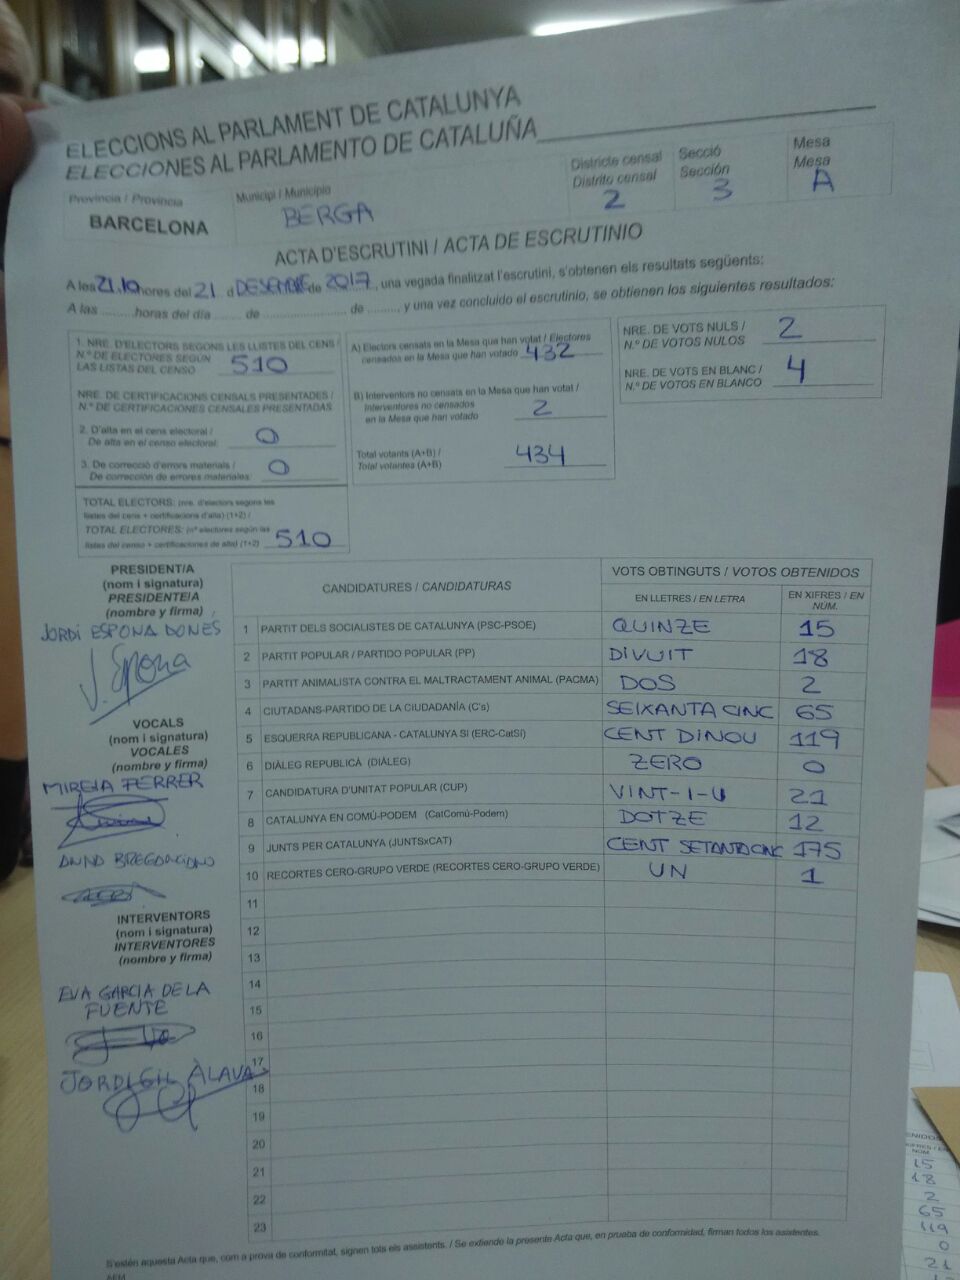 ELECCIONS AL PARLAMENT DE CATALUNYA
ELECCIONES AL PARLAMENTO DE CATALUÑA
Província / Provincia
BARCELONA
Municipi / Municipio
BERGA
Districte censal
Distrito censal
2
Secció
Sección
3
Mesa
Mesa
A
ACTA D'ESCRUTINI / ACTA DE ESCRUTINIO
A les 21.10 hores del 21 d DESEMBRE de 2017, una vegada finalitzat l'escrutini, s'obtenen els resultats següents:
A las ......... horas del día ...... de ...................... de ........, y una vez concluido el escrutinio, se obtienen los siguientes resultados:
1. NRE. D'ELECTORS SEGONS LES LLISTES DEL CENS /
N.º DE ELECTORES SEGÚN
LAS LISTAS DEL CENSO 510
NRE. DE CERTIFICACIONS CENSALS PRESENTADES /
N.º DE CERTIFICACIONES CENSALES PRESENTADAS
2. D'alta en el cens electoral /
De alta en el censo electoral: 0
3. De correcció d'errors materials /
De corrección de errores materiales: 0
TOTAL ELECTORS: (nre. d'electors segons les
llistes del cens + certificacions d'alta) (1+2) /
TOTAL ELECTORES: (nº electores según las
listas del censo + certificaciones de alta) (1+2) 510
A) Electors censats en la Mesa que han votat / Electores
censados en la Mesa que han votado 432
B) Interventors no censats en la Mesa que han votat /
Interventores no censados
en la Mesa que han votado 2
Total votants (A+B) /
Total votantes (A+B) 434
NRE. DE VOTS NULS /
N.º DE VOTOS NULOS 2
NRE. DE VOTS EN BLANC /
N.º DE VOTOS EN BLANCO 4
PRESIDENT/A
(nom i signatura)
PRESIDENTE/A
(nombre y firma)
JORDI ESPONA DONES
J. Espona
VOCALS
(nom i signatura)
VOCALES
(nombre y firma)
MIREIA FERRER
INTERVENTORS
(nom i signatura)
INTERVENTORES
(nombre y firma)
EVA GARCIA DE LA
FUENTE
JORDI GIL ÀLAVA
CANDIDATURES / CANDIDATURAS
VOTS OBTINGUTS / VOTOS OBTENIDOS
EN LLETRES / EN LETRA
EN XIFRES / EN
NÚM.
1 PARTIT DELS SOCIALISTES DE CATALUNYA (PSC-PSOE) QUINZE 15
2 PARTIT POPULAR / PARTIDO POPULAR (PP) DIVUIT 18
3 PARTIT ANIMALISTA CONTRA EL MALTRACTAMENT ANIMAL (PACMA) DOS 2
4 CIUTADANS-PARTIDO DE LA CIUDADANÍA (C's) SEIXANTA CINC 65
5 ESQUERRA REPUBLICANA - CATALUNYA SÍ (ERC-CatSí) CENT DINOU 119
6 DIÀLEG REPUBLICÀ (DIÀLEG) ZERO 0
7 CANDIDATURA D'UNITAT POPULAR (CUP) VINT-I-U 21
8 CATALUNYA EN COMÚ-PODEM (CatComú-Podem) DOTZE 12
9 JUNTS PER CATALUNYA (JUNTSxCAT) CENT SETANTA CINC 175
10 RECORTES CERO-GRUPO VERDE (RECORTES CERO-GRUPO VERDE) UN 1
11
12
13
14
15
16
17
18
19
20
21
22
23
S'estén aquesta Acta que, com a prova de conformitat, signen tots els assistents. / Se extiende la presente Acta que, en prueba de conformidad, firman todos los asistentes.
15
18
2
65
119
0
21